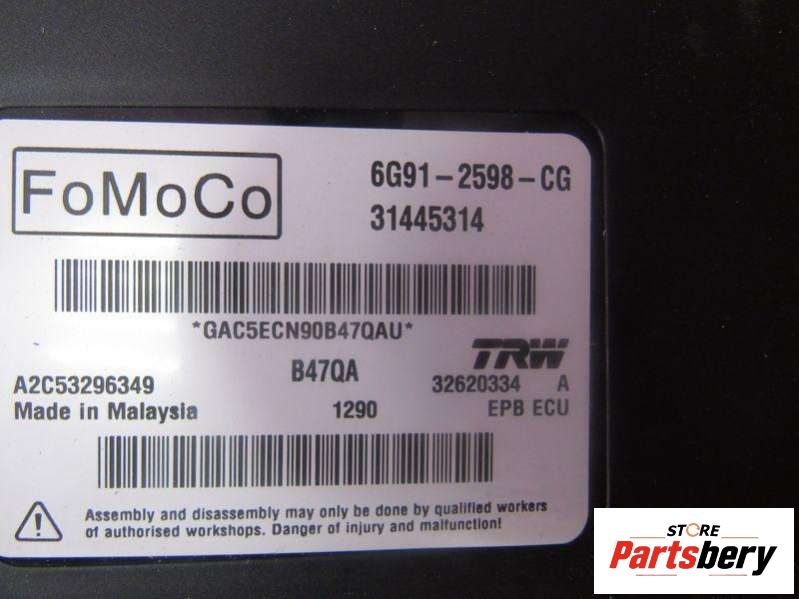 FoMoCo
6G91-2598-CG
31445314
*GAC5ECN90B47QAU*
TRW
B47QA
A2C53296349
32620334 A
Made in Malaysia
1290
EPB ECU
Assembly and disassembly may only be done by qualified workers
of authorised workshops. Danger of injury and malfunction!
STORE
Partsbery